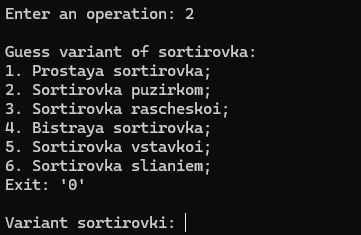 Enter an operation: 2
Guess variant of sortirovka:
1. Prostaya sortirovka;
2. Sortirovka puzirkom;
3. Sortirovka rascheskoi;
4. Bistraya sortirovka;
5. Sortirovka vstavkoi;
6. Sortirovka slianiem;
Exit: '0'
Variant sortirovki: